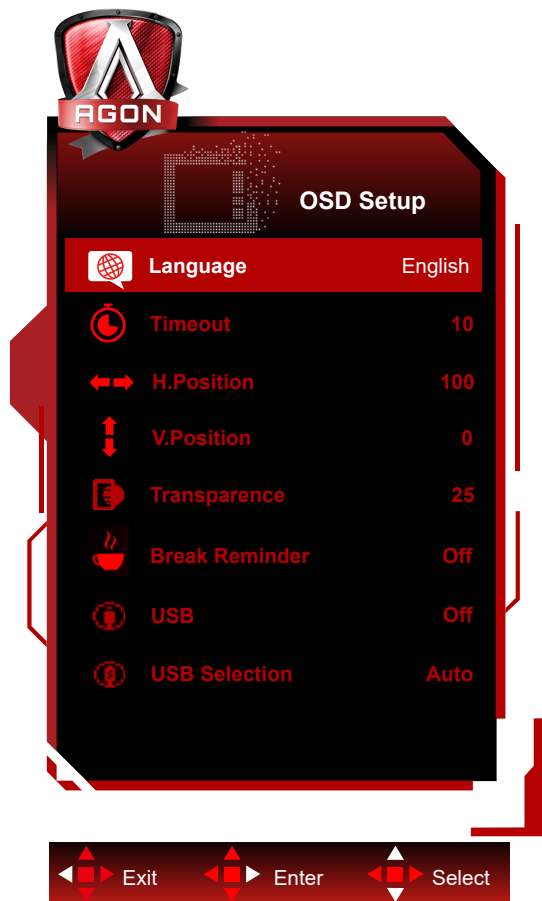 AGON
OSD Setup
Language English
Timeout 10
H.Position 100
V.Position 0
Transparence 25
Break Reminder Off
USB Off
USB Selection Auto
Exit Enter Select